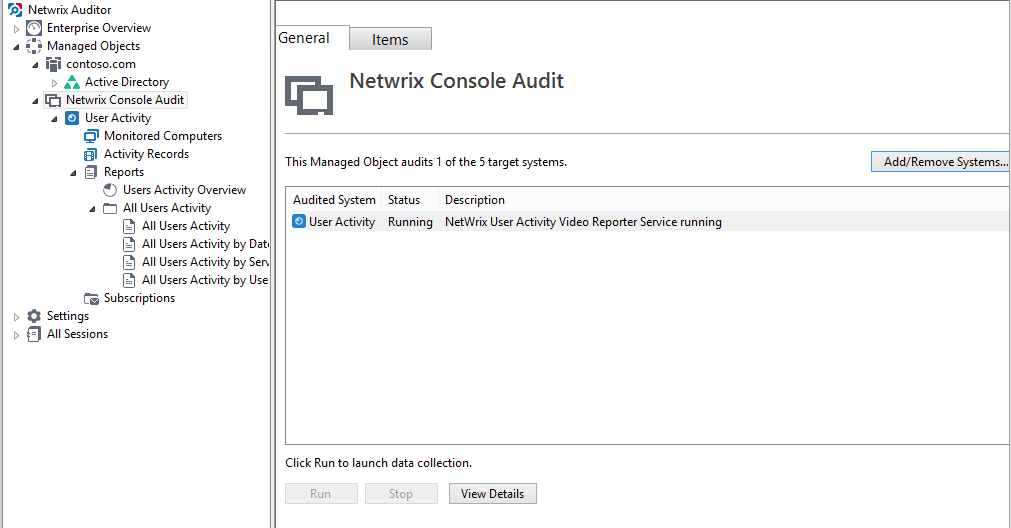 Netwrix Auditor
Enterprise Overview
Managed Objects
contoso.com
Active Directory
Netwrix Console Audit
User Activity
Monitored Computers
Activity Records
Reports
Users Activity Overview
All Users Activity
All Users Activity
All Users Activity by Date
All Users Activity by Serv
All Users Activity by Use
Subscriptions
Settings
All Sessions
General
Items
Netwrix Console Audit
This Managed Object audits 1 of the 5 target systems.
Add/Remove Systems...
Audited System Status Description
User Activity Running NetWrix User Activity Video Reporter Service running
Click Run to launch data collection.
Run Stop View Details